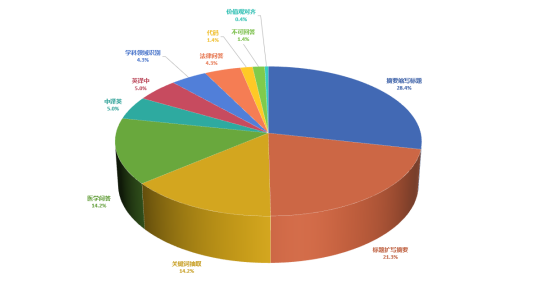 价值观对齐
0.4%
不可回答
1.4%
代码
1.4%
法律问答
4.3%
学科领域识别
4.3%
英译中
5.0%
中译英
5.0%
医学问答
14.2%
关键词抽取
14.2%
标题扩写摘要
21.3%
摘要缩写标题
28.4%